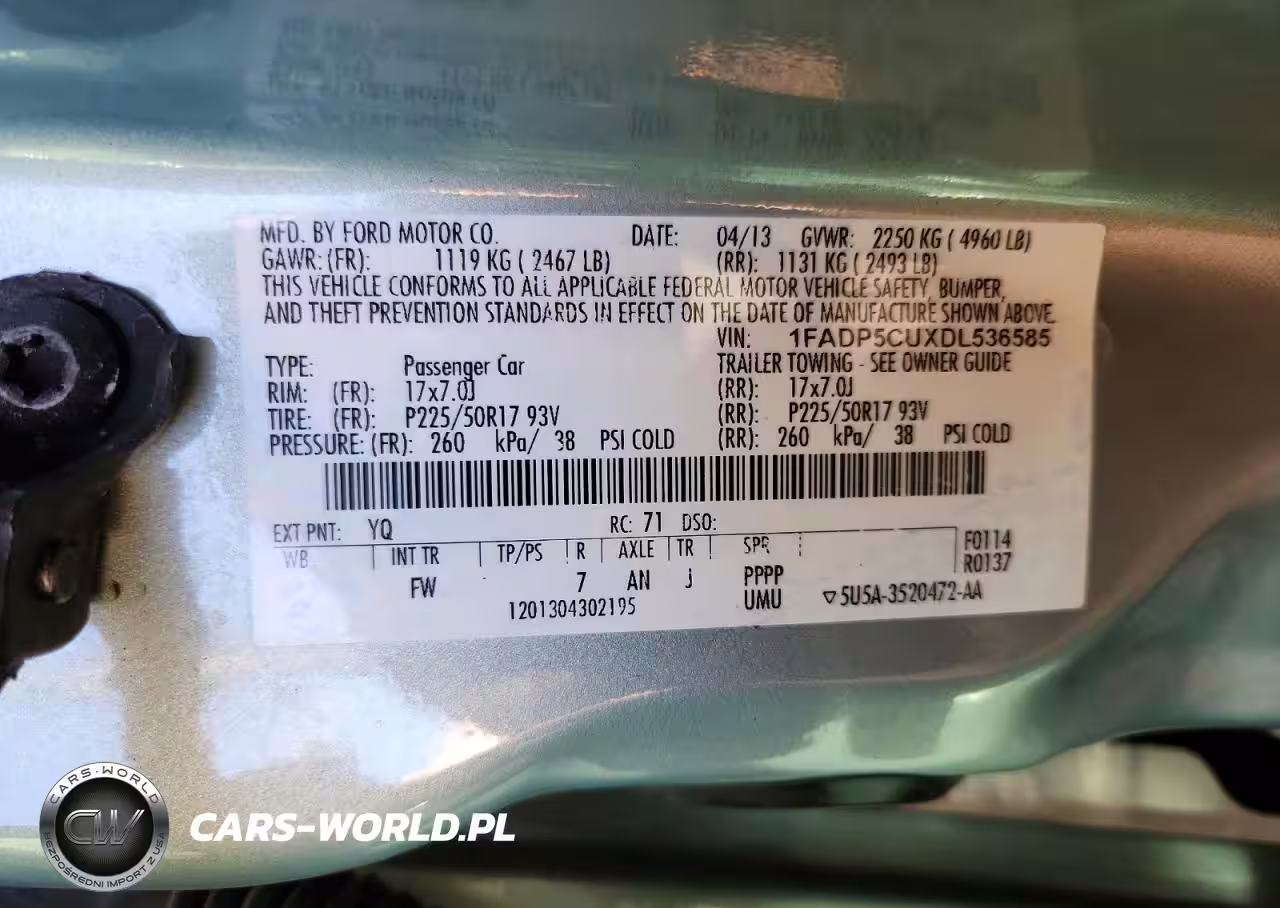 MFD. BY FORD MOTOR CO. DATE: 04/13 GVWR: 2250 KG ( 4960 LB)
GAWR: (FR): 1119 KG ( 2467 LB) (RR): 1131 KG ( 2493 LB)
THIS VEHICLE CONFORMS TO ALL APPLICABLE FEDERAL MOTOR VEHICLE SAFETY, BUMPER,
AND THEFT PREVENTION STANDARDS IN EFFECT ON THE DATE OF MANUFACTURE SHOWN ABOVE.
VIN: 1FADP5CUXDL536585
TYPE: Passenger Car TRAILER TOWING - SEE OWNER GUIDE
RIM: (FR): 17x7.0J (RR): 17x7.0J
TIRE: (FR): P225/50R17 93V (RR): P225/50R17 93V
PRESSURE: (FR): 260 kPa/ 38 PSI COLD (RR): 260 kPa/ 38 PSI COLD
EXT PNT: YQ RC: 71 DSO:
WB INT TR TP/PS R AXLE TR SPR F0114
R0137
FW 7 AN J PPPP
1201304302195 UMU ▽5U5A-3520472-AA
CARS-WORLD
CW
BEZPOŚREDNI IMPORT Z USA
CARS-WORLD.PL